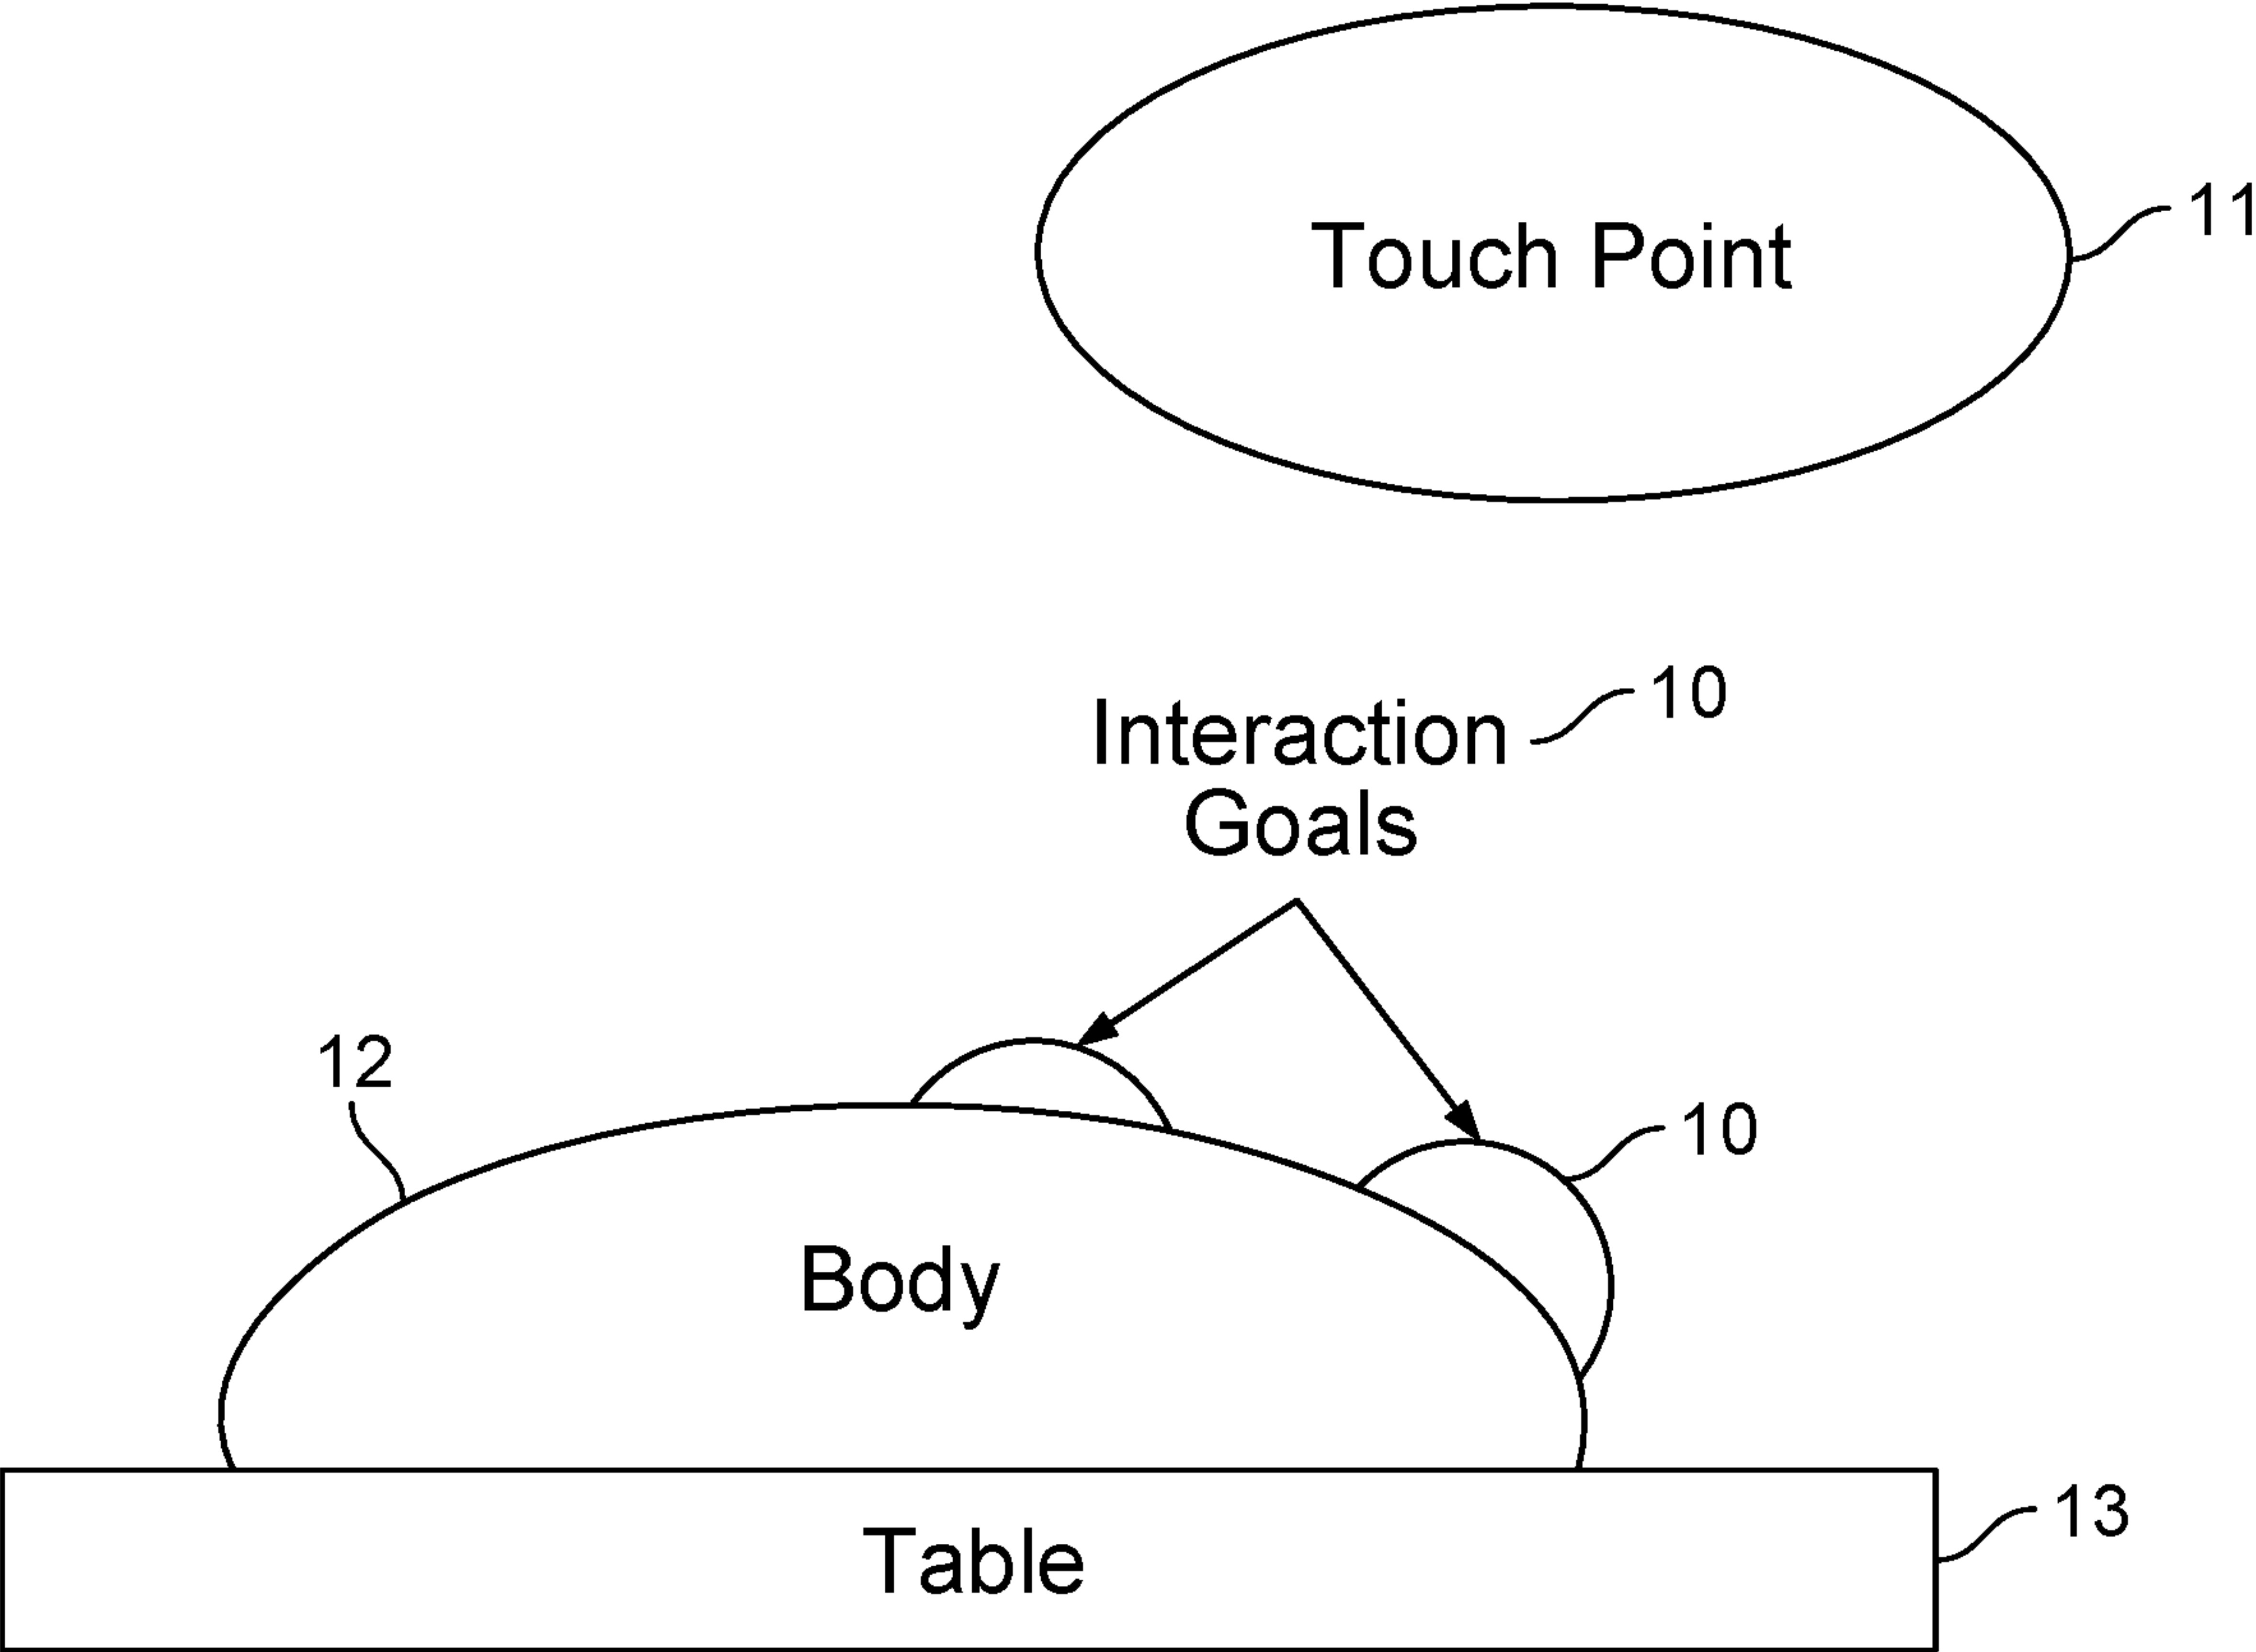 Touch Point
11
Interaction
10
Goals
12
10
Body
Table
13